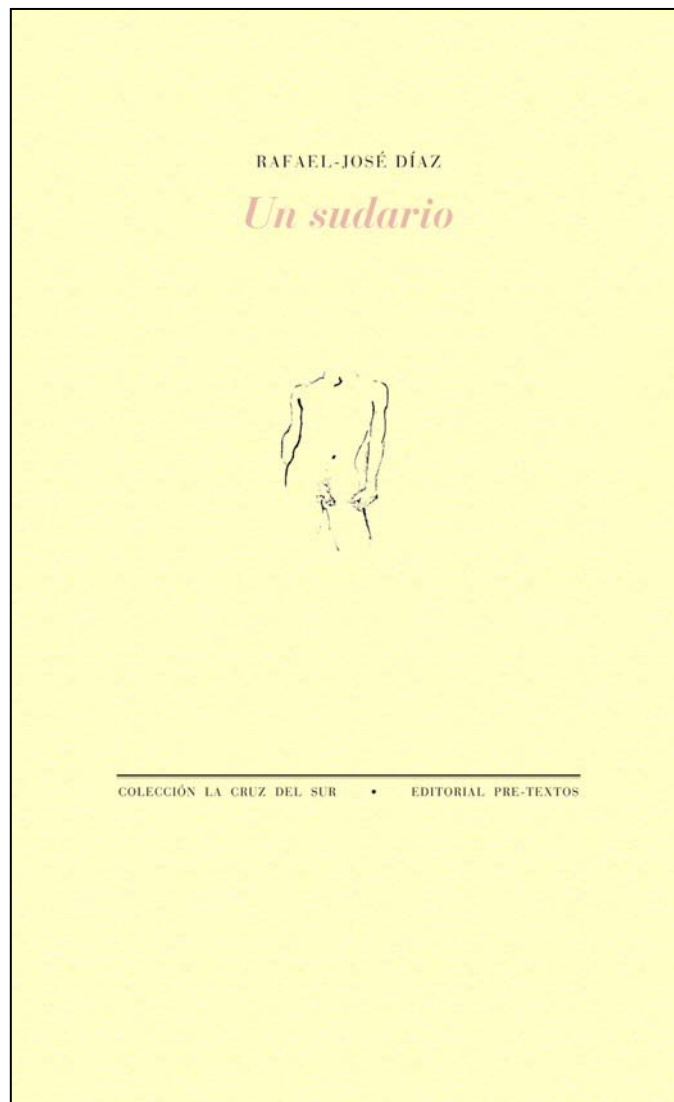 RAFAEL-JOSÉ DÍAZ
Un sudario
COLECCIÓN LA CRUZ DEL SUR • EDITORIAL PRE-TEXTOS